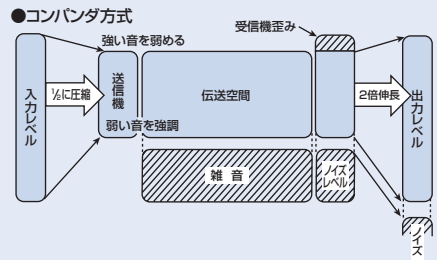 ●コンパンダ方式
受信機歪み
強い音を弱める
入力レベル
½に圧縮
送信機
伝送空間
2倍伸長
出力レベル
弱い音を強調
雑音
ノイズ
レベル
ノイズ